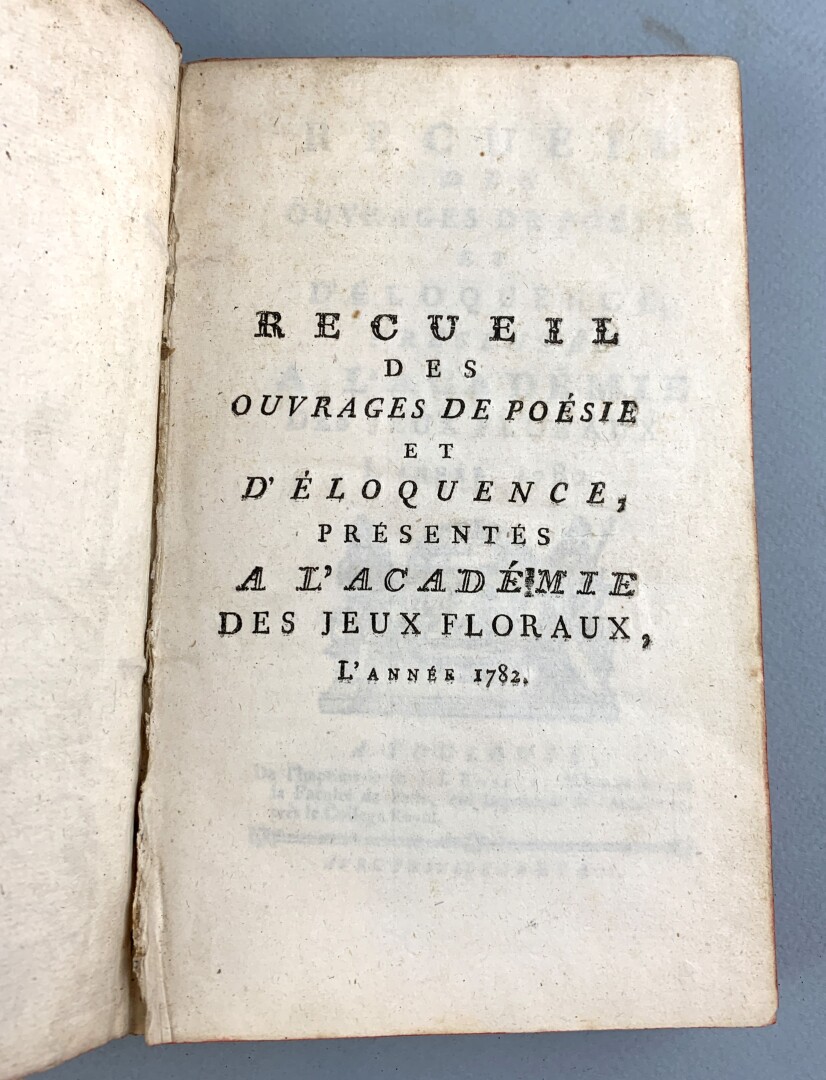 RECUEIL
DES
OUVRAGES DE POÉSIE
ET
D'ÉLOQUENCE,
PRÉSENTÉS
A L'ACADÉMIE
DES JEUX FLORAUX,
L'ANNÉE 1782.